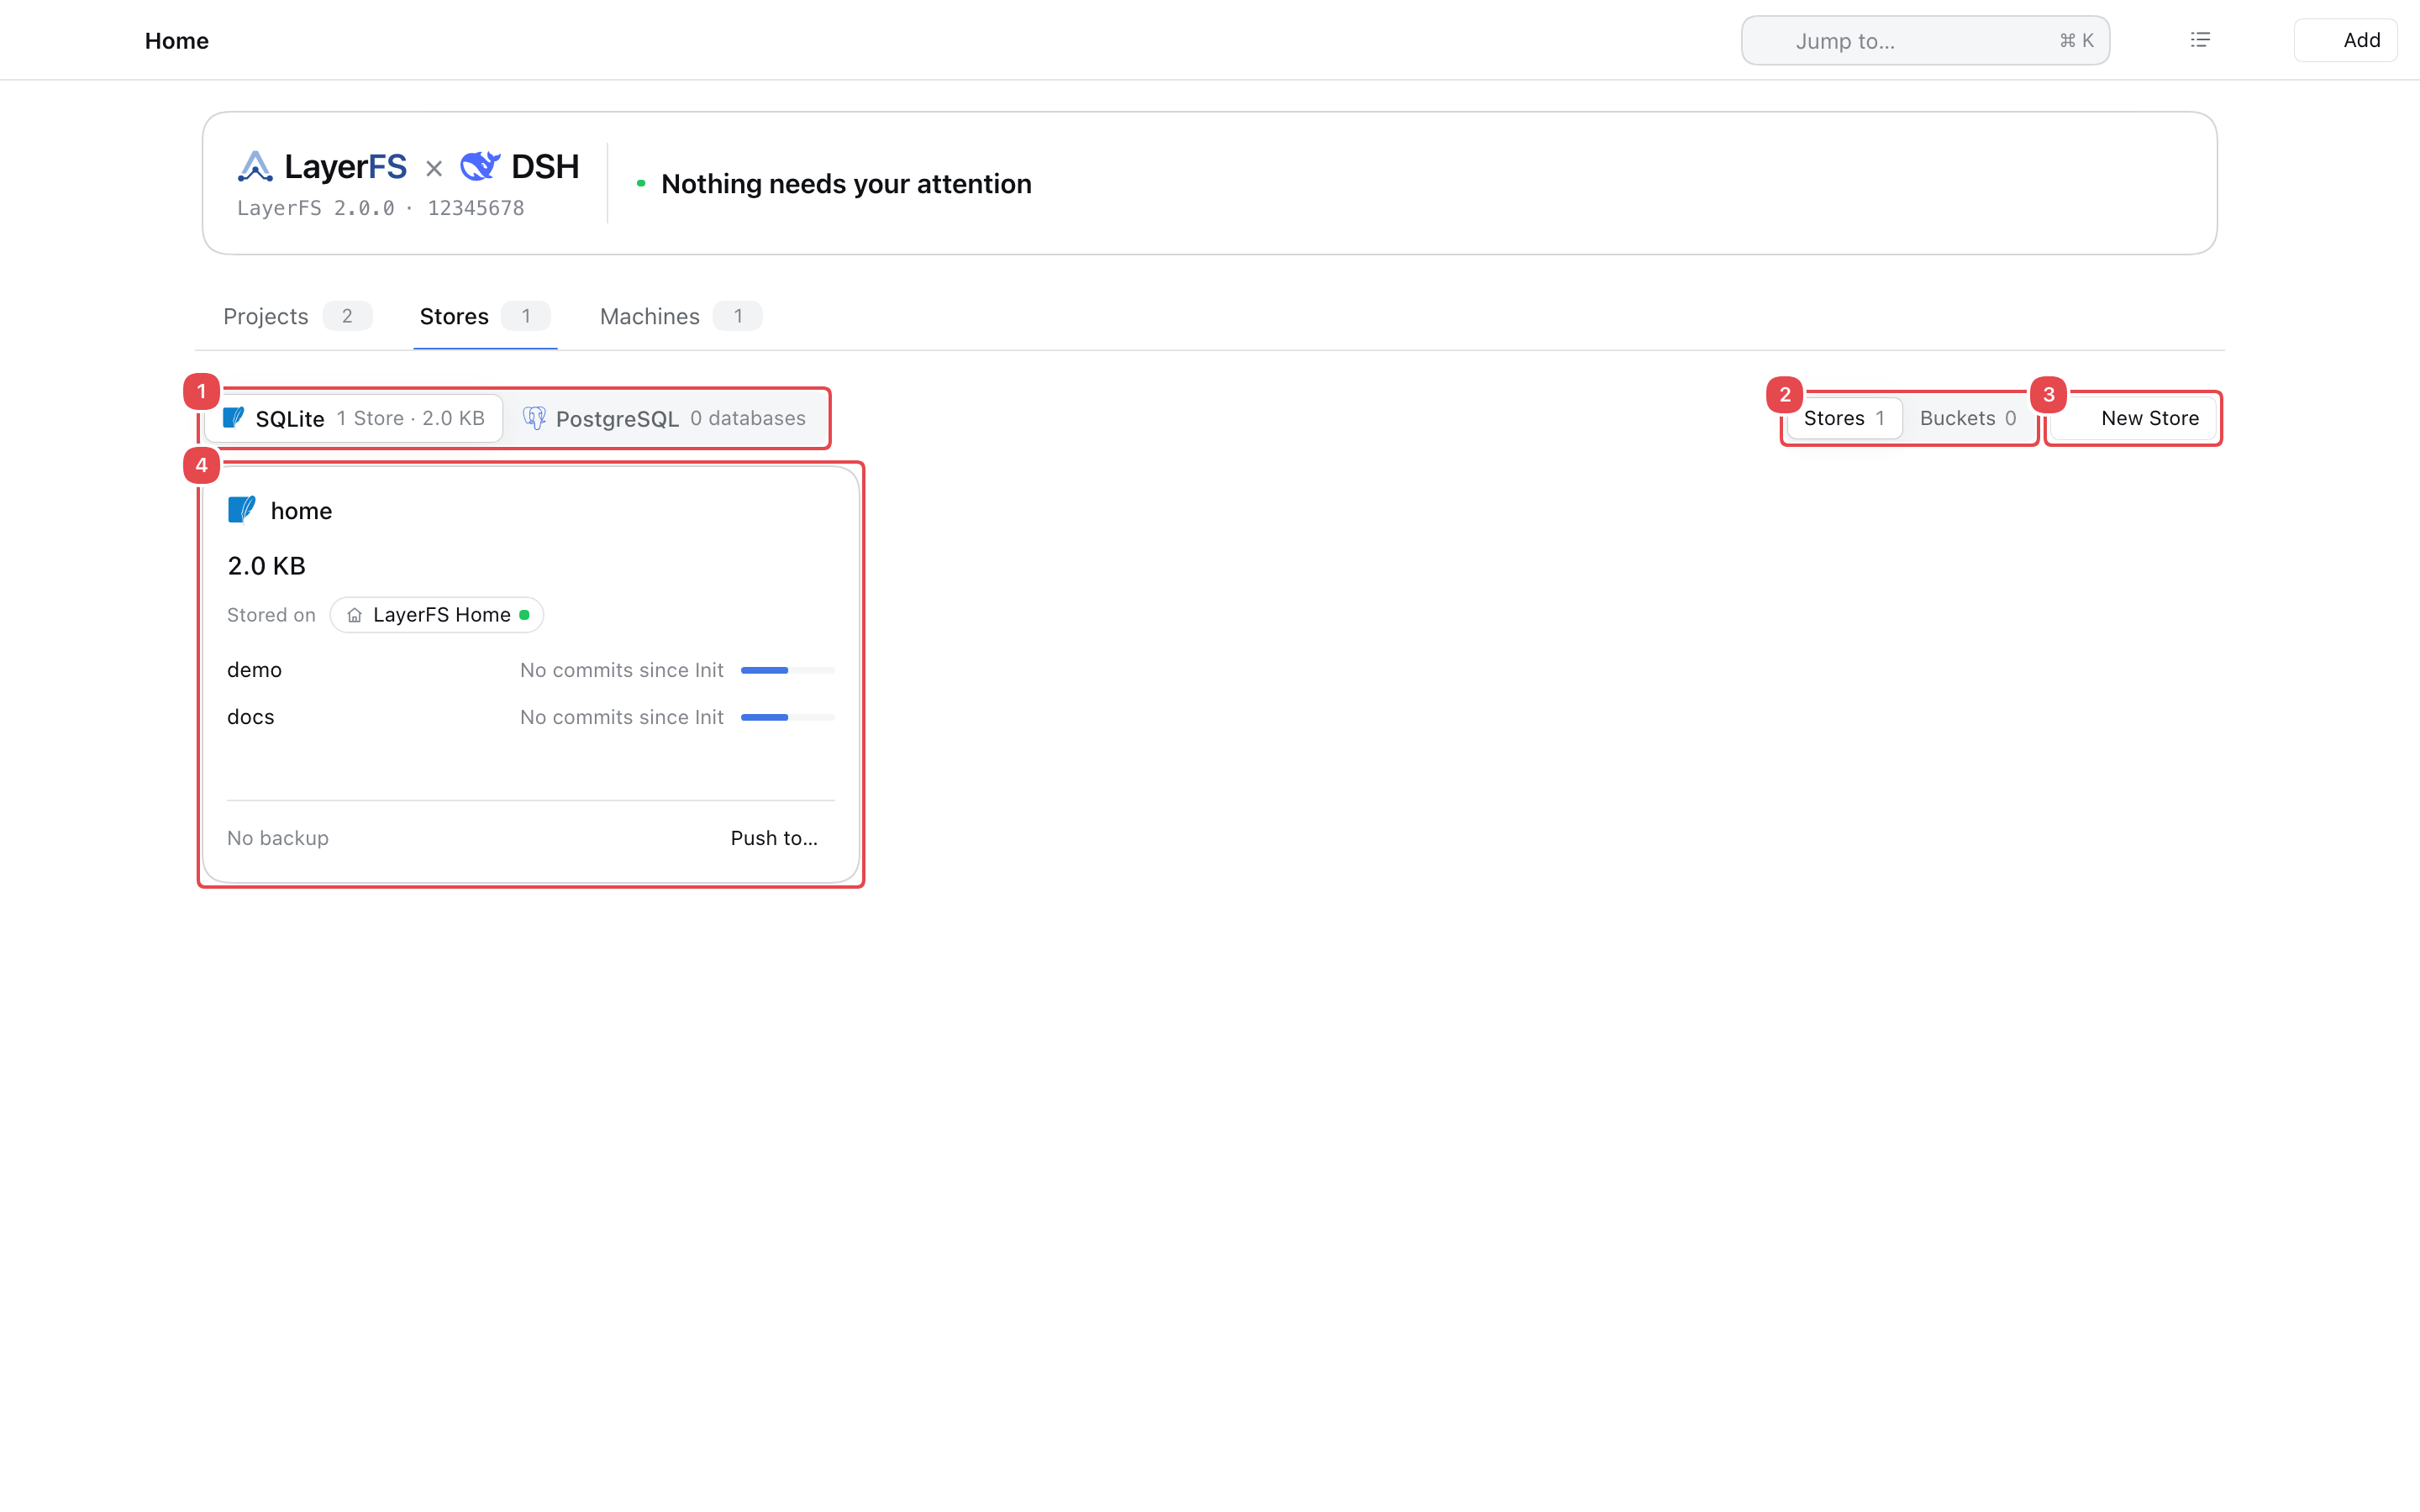 Home
Jump to...
⌘ K
Add
LayerFS × DSH
LayerFS 2.0.0 · 12345678
Nothing needs your attention
Projects 2
Stores 1
Machines 1
1
SQLite 1 Store · 2.0 KB
PostgreSQL 0 databases
2
Stores 1
Buckets 0
3
New Store
4
home
2.0 KB
Stored on LayerFS Home
demo No commits since Init
docs No commits since Init
No backup
Push to...